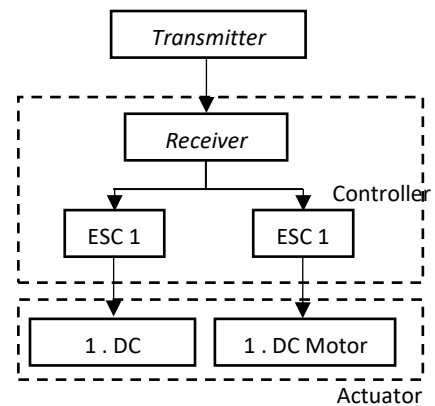 Transmitter
Receiver
Controller
ESC 1
ESC 1
1 . DC
1 . DC Motor
Actuator